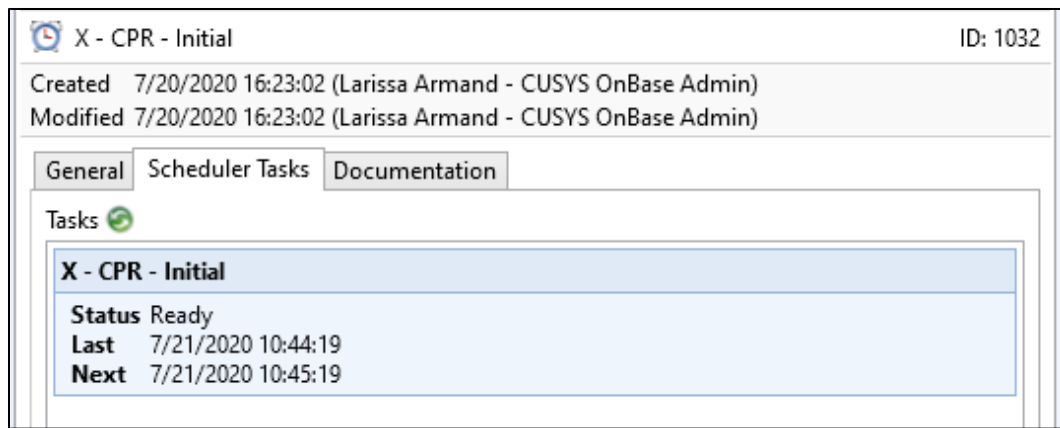 X - CPR - Initial ID: 1032
Created 7/20/2020 16:23:02 (Larissa Armand - CUSYS OnBase Admin)
Modified 7/20/2020 16:23:02 (Larissa Armand - CUSYS OnBase Admin)
General Scheduler Tasks Documentation
Tasks
X - CPR - Initial
Status Ready
Last 7/21/2020 10:44:19
Next 7/21/2020 10:45:19